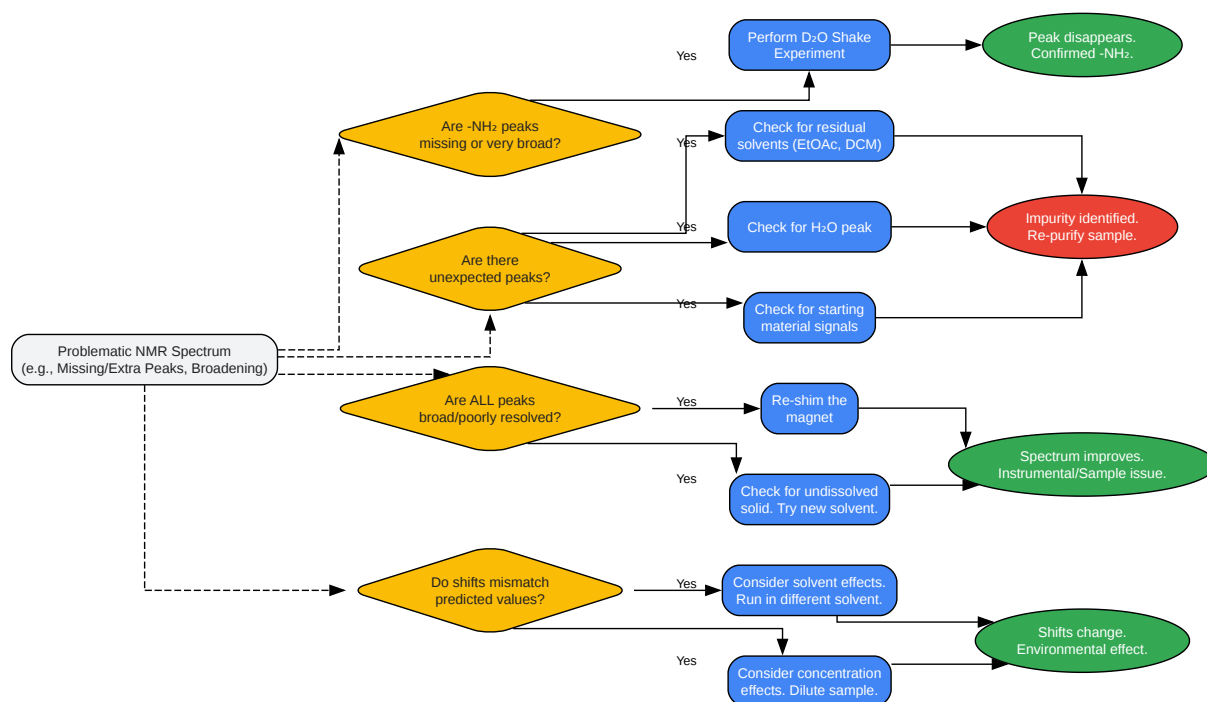 Perform D₂O Shake
Experiment
Peak disappears.
Confirmed -NH₂.
Yes
Are -NH₂ peaks
missing or very broad?
Check for residual
solvents (EtOAc, DCM)
Yes
Are there
unexpected peaks?
Yes
Check for H₂O peak
Impurity identified.
Re-purify sample.
Yes
Check for starting
material signals
Problematic NMR Spectrum
(e.g., Missing/Extra Peaks, Broadening)
Are ALL peaks
broad/poorly resolved?
Yes
Re-shim the
magnet
Spectrum improves.
Instrumental/Sample issue.
Yes
Check for undissolved
solid. Try new solvent.
Do shifts mismatch
predicted values?
Yes
Consider solvent effects.
Run in different solvent.
Shifts change.
Environmental effect.
Yes
Consider concentration
effects. Dilute sample.